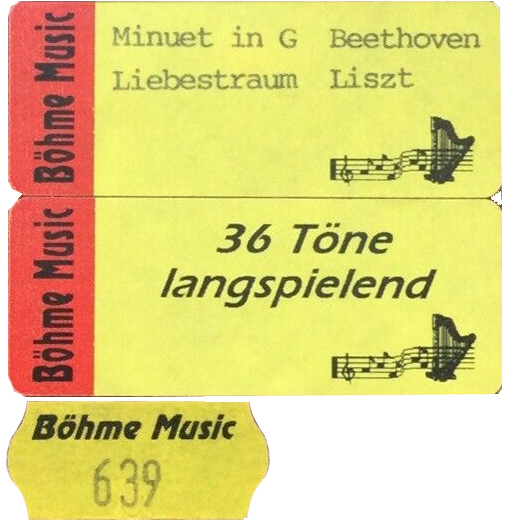 Böhme Music
Minuet in G Beethoven
Liebestraum Liszt
Böhme Music
36 Töne
langspielend
Böhme Music
639